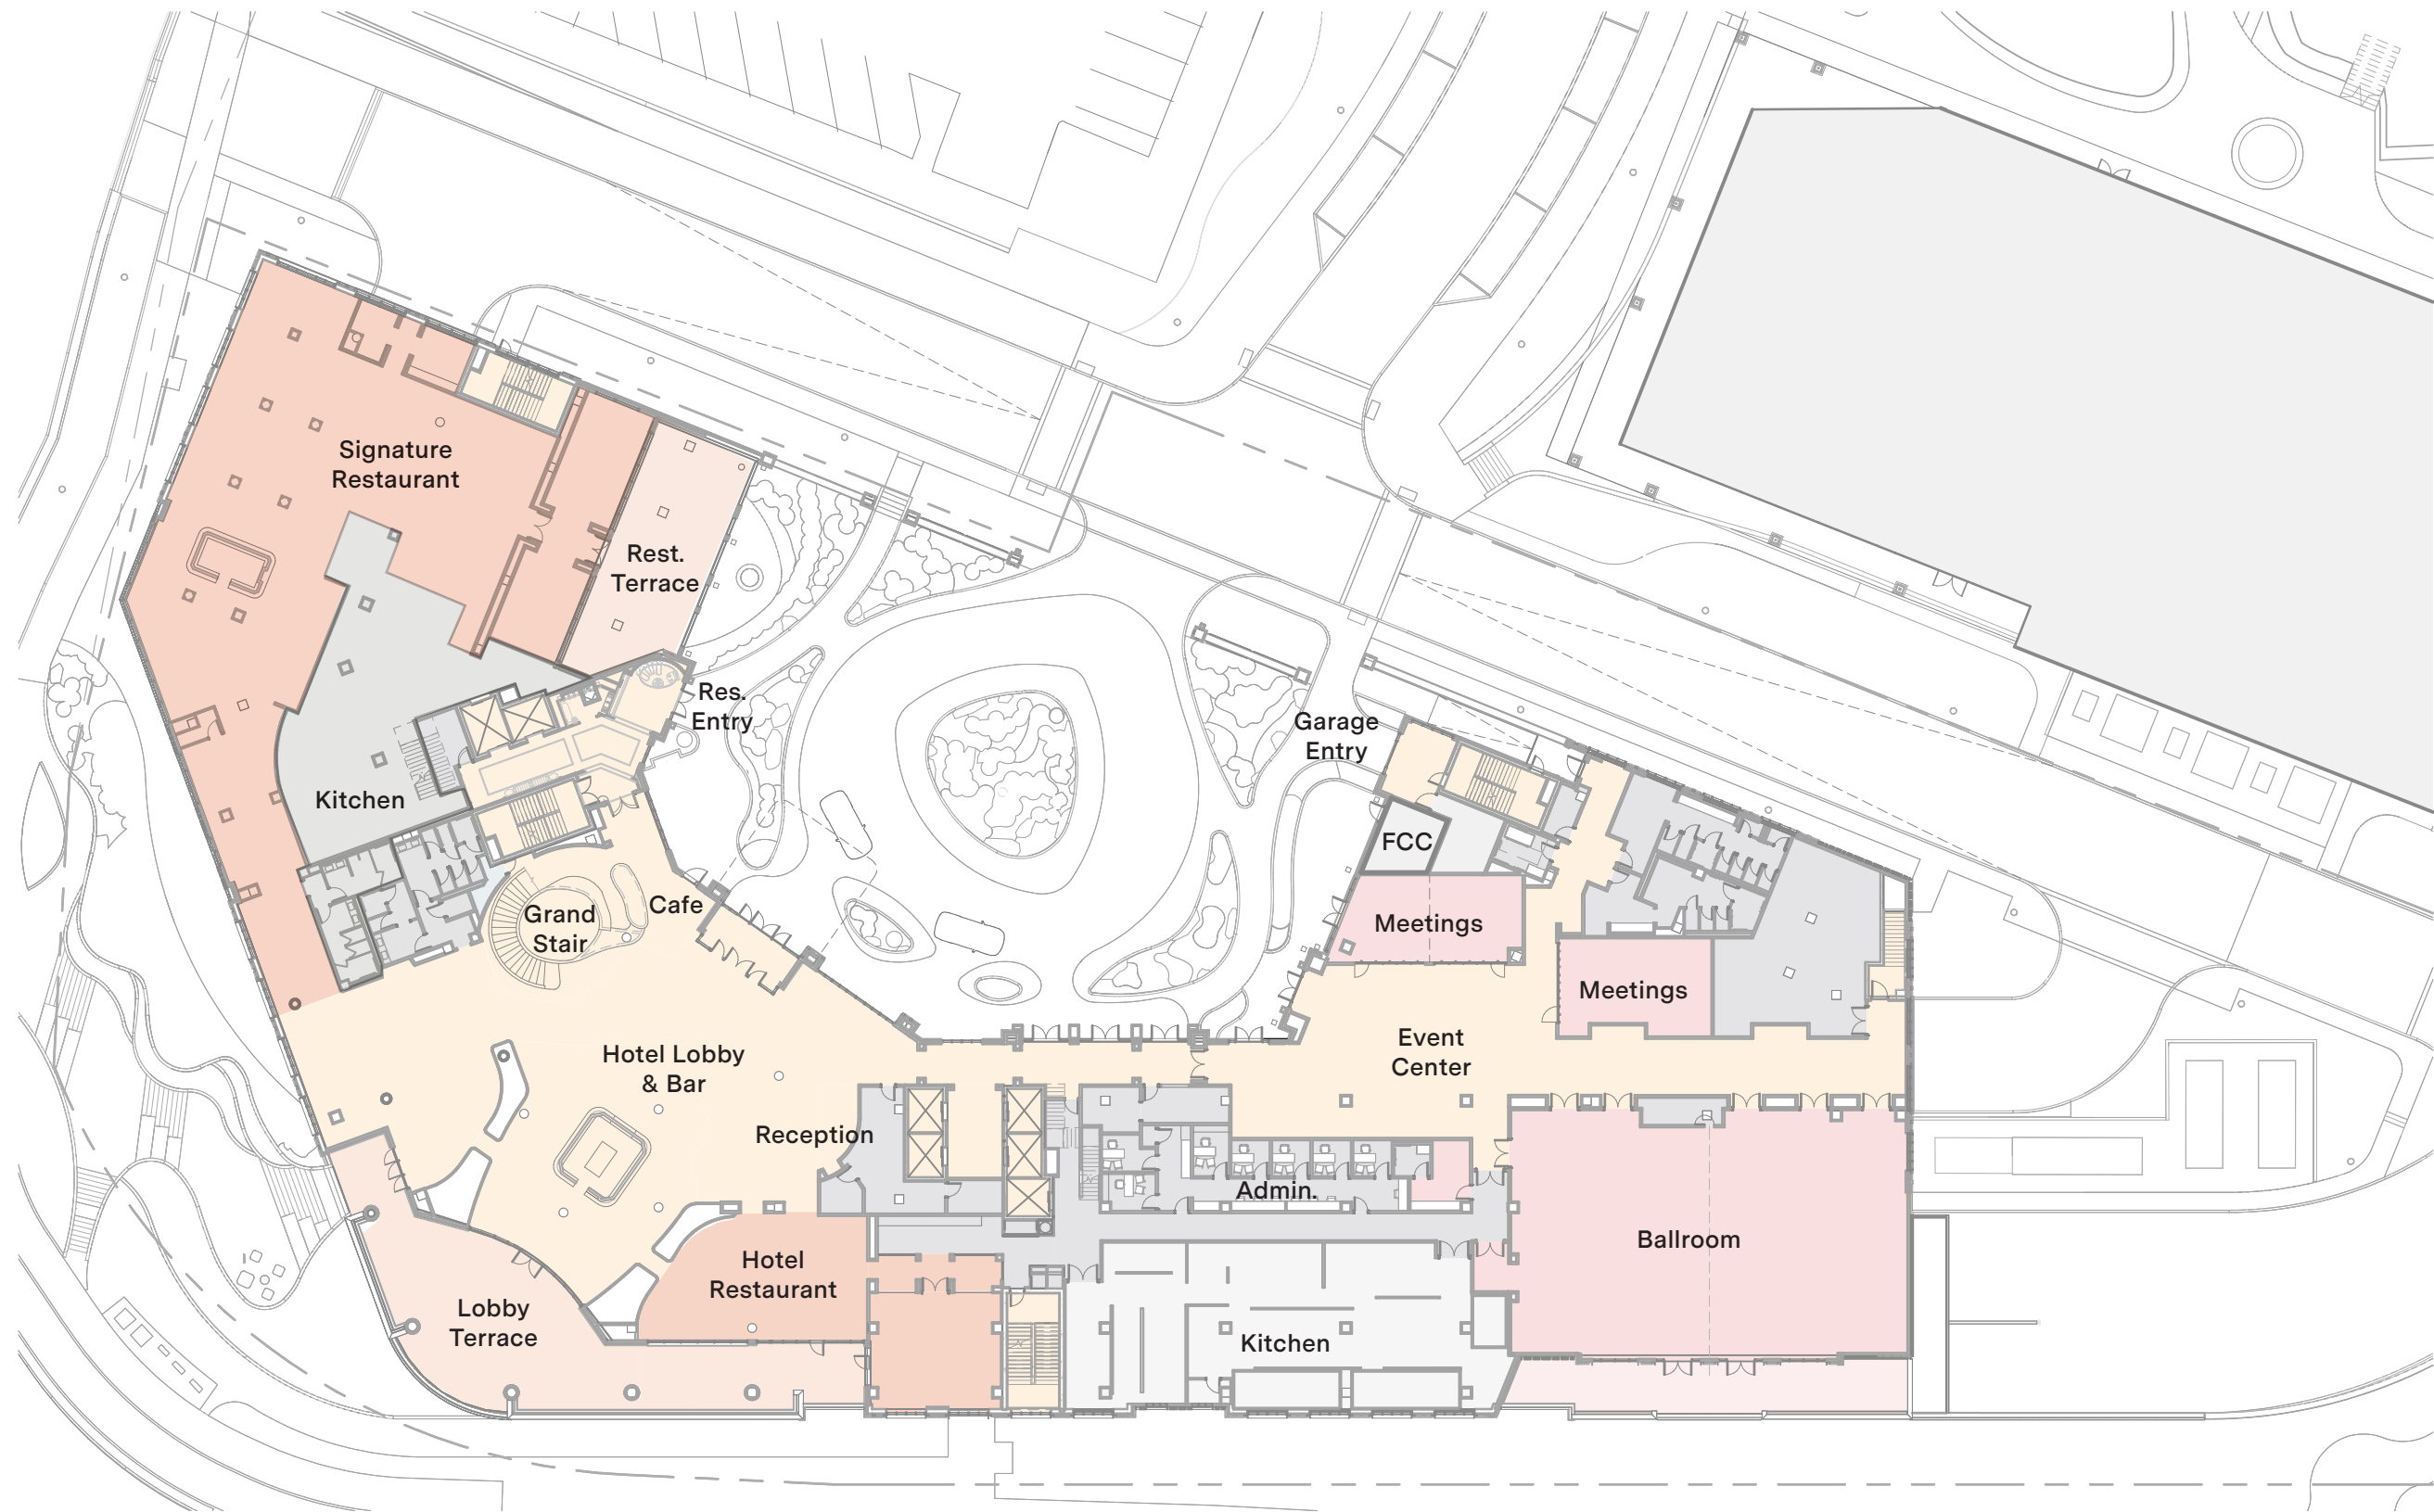 Signature
Restaurant
Rest.
Terrace
Res.
Entry
Garage
Entry
Kitchen
FCC
Grand
Stair
Cafe
Meetings
Meetings
Hotel Lobby
& Bar
Event
Center
Reception
Admin.
Ballroom
Hotel
Restaurant
Lobby
Terrace
Kitchen